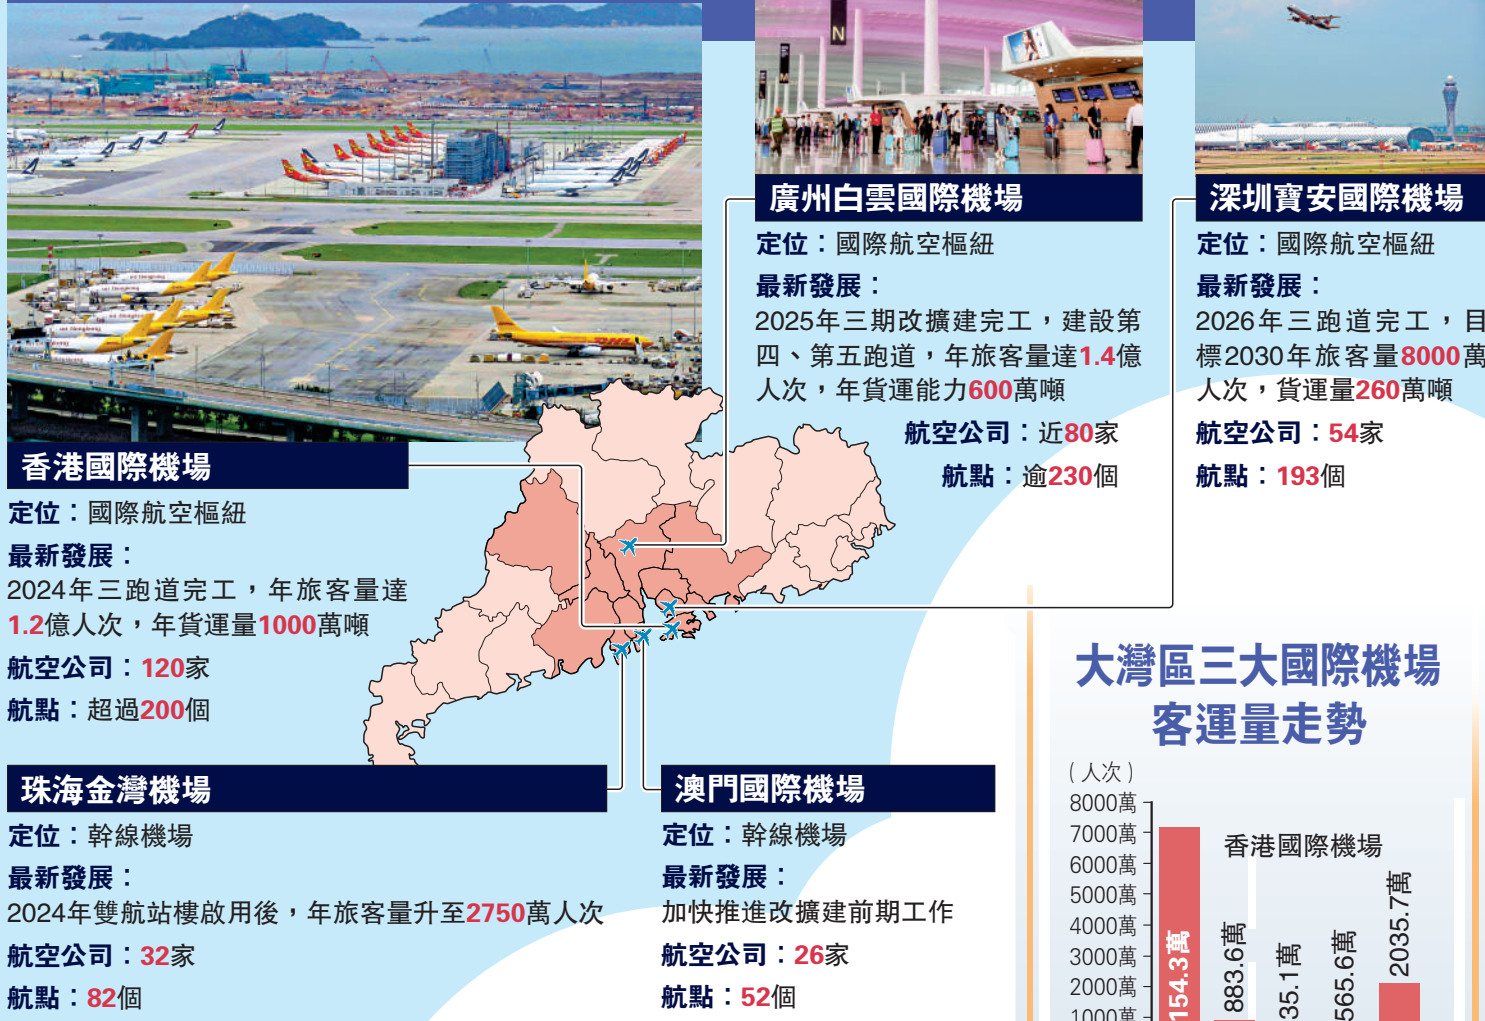 廣州白雲國際機場
定位：國際航空樞紐
最新發展：
2025年三期改擴建完工，建設第
四、第五跑道，年旅客量達1.4億
人次，年貨運能力600萬噸
航空公司：近80家
航點：逾230個
深圳寶安國際機場
定位：國際航空樞紐
最新發展：
2026年三跑道完工，目
標2030年旅客量8000萬
人次，貨運量260萬噸
航空公司：54家
航點：193個
香港國際機場
定位：國際航空樞紐
最新發展：
2024年三跑道完工，年旅客量達
1.2億人次，年貨運量1000萬噸
航空公司：120家
航點：超過200個
珠海金灣機場
定位：幹線機場
最新發展：
2024年雙航站樓啟用後，年旅客量升至2750萬人次
航空公司：32家
航點：82個
澳門國際機場
定位：幹線機場
最新發展：
加快推進改擴建前期工作
航空公司：26家
航點：52個
大灣區三大國際機場
客運量走勢
（人次）
8000萬
7000萬
6000萬
5000萬
4000萬
3000萬
2000萬
1000萬
香港國際機場
154.3萬
883.6萬
35.1萬
565.6萬
2035.7萬
N
M
DHL